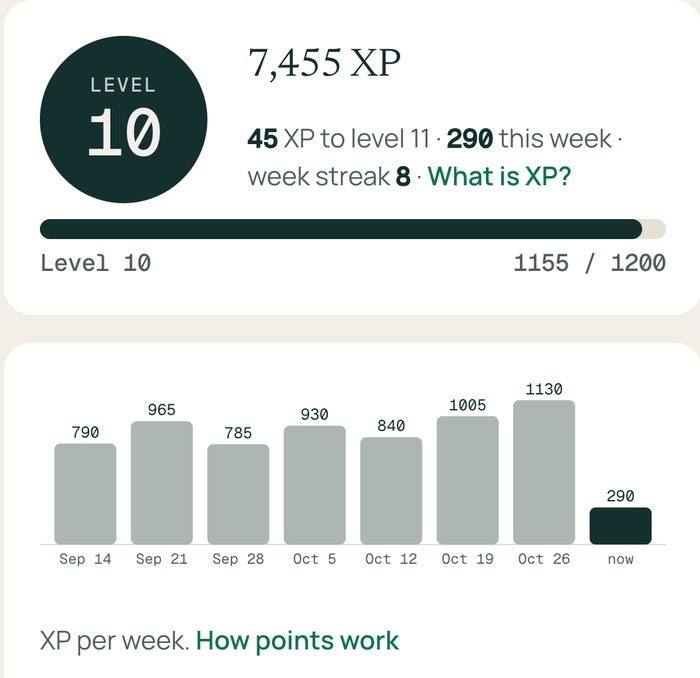 LEVEL
10
7,455 XP
45 XP to level 11 · 290 this week ·
week streak 8 · What is XP?
Level 10
1155 / 1200
790
965
785
930
840
1005
1130
290
Sep 14
Sep 21
Sep 28
Oct 5
Oct 12
Oct 19
Oct 26
now
XP per week. How points work